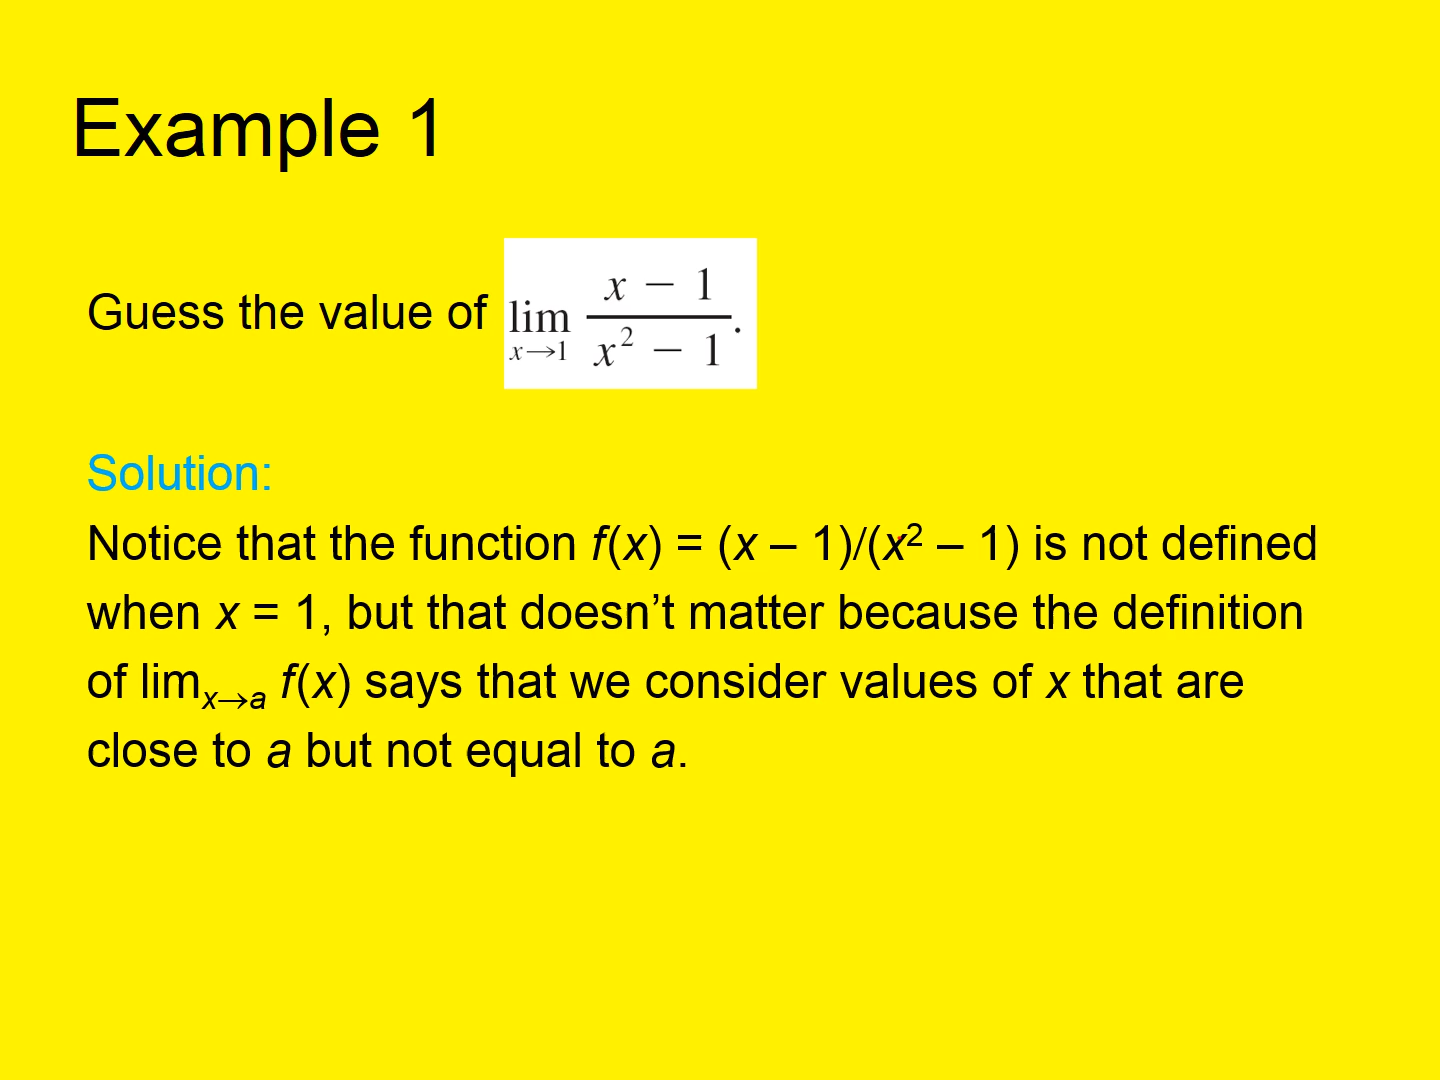 Example 1
Guess the value of lim x→1 x − 1 / x² − 1.
Solution:
Notice that the function f(x) = (x – 1)/(x² – 1) is not defined
when x = 1, but that doesn’t matter because the definition
of limₓ→ₐ f(x) says that we consider values of x that are
close to a but not equal to a.